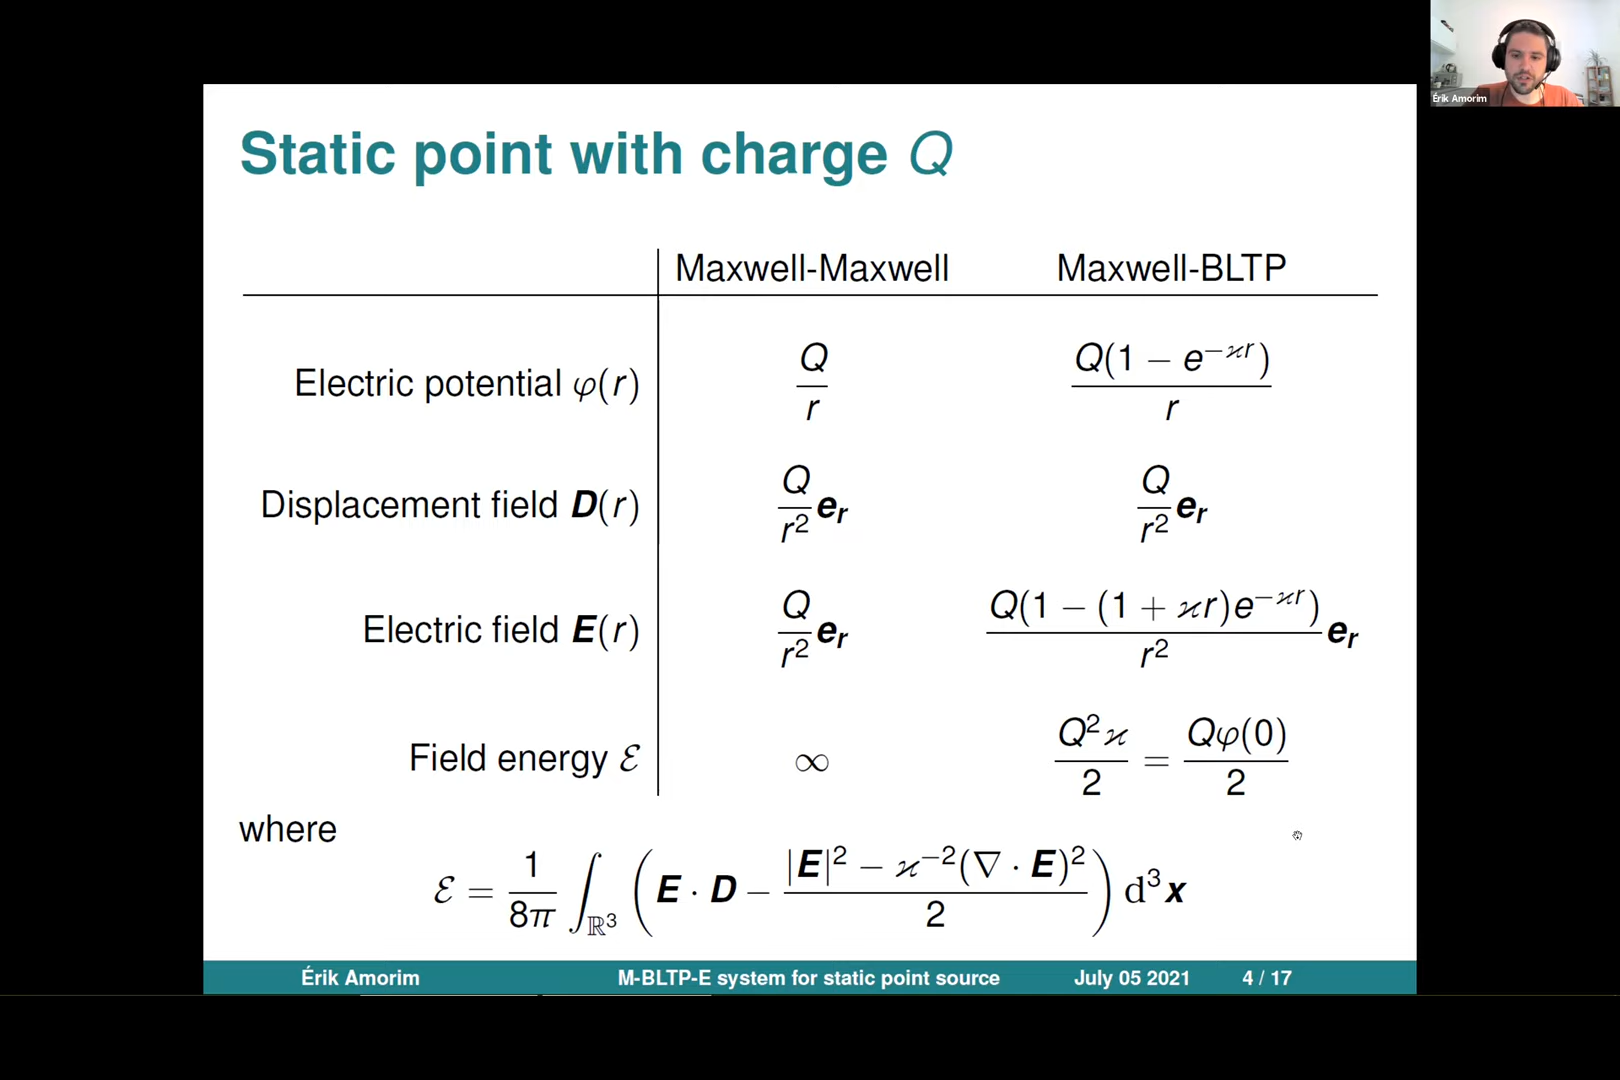 Érik Amorim
Static point with charge Q
Maxwell-Maxwell Maxwell-BLTP
Electric potential φ(r) Q/r Q(1 − e^{−ϰr})/r
Displacement field D(r) Q/r² e_r Q/r² e_r
Electric field E(r) Q/r² e_r Q(1 − (1 + ϰr)e^{−ϰr})/r² e_r
Field energy ℰ ∞ Q²ϰ/2 = Qφ(0)/2
where
ℰ = 1/8π ∫_{ℝ³} (E · D − (|E|² − ϰ^{−2}(∇ · E)²)/2) d³x
Érik Amorim M-BLTP-E system for static point source July 05 2021 4 / 17